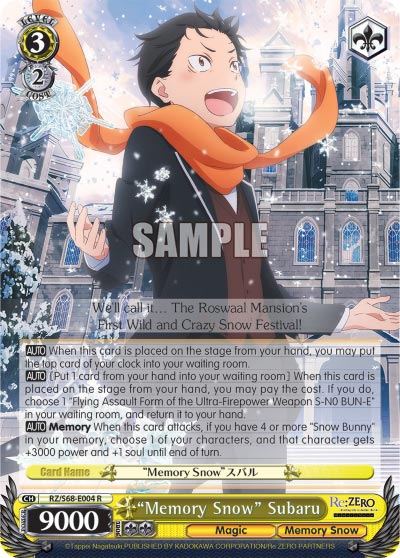 LEVEL
3
2
COST
SAMPLE
We'll call it… The Roswaal Mansion's
First Wild and Crazy Snow Festival!
AUTO When this card is placed on the stage from your hand, you may put
the top card of your clock into your waiting room.
AUTO [Put 1 card from your hand into your waiting room] When this card is
placed on the stage from your hand, you may pay the cost. If you do,
choose 1 "Flying Assault Form of the Ultra-Firepower Weapon S-N0 BUN-E"
in your waiting room, and return it to your hand.
AUTO Memory When this card attacks, if you have 4 or more "Snow Bunny"
in your memory, choose 1 of your characters, and that character gets
+3000 power and +1 soul until end of turn.
Card Name "Memory Snow"スバル
CH RZ/S68-E004 R
POWER 9000 SOUL "Memory Snow" Subaru Re:ZERO
Magic Memory Snow
©Tappei Nagatsuki,PUBLISHED BY KADOKAWA CORPORATION/Re:ZERO PARTNERS